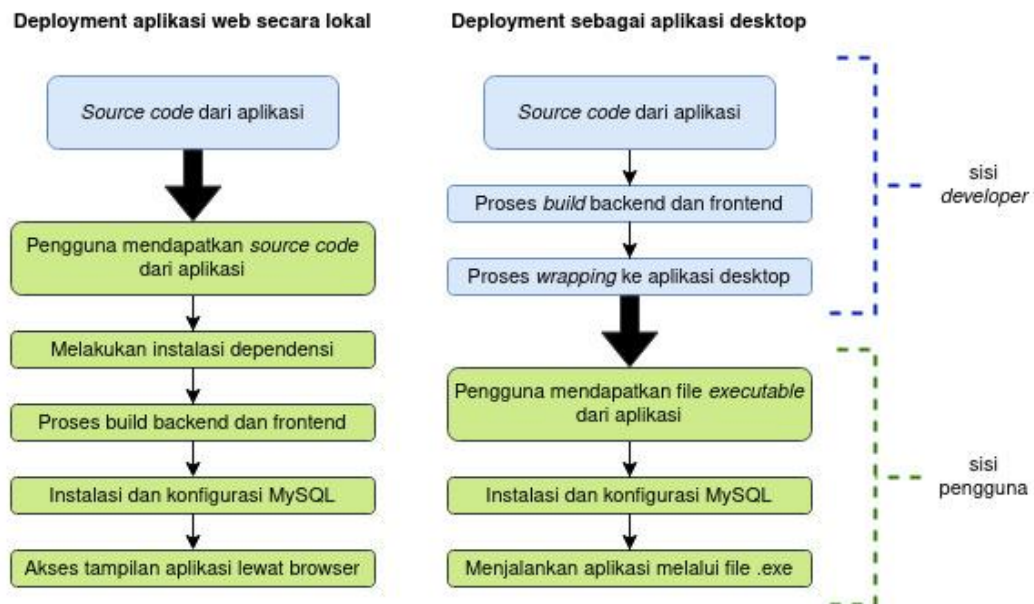 Deployment aplikasi web secara lokal
Source code dari aplikasi
Pengguna mendapatkan source code
dari aplikasi
Melakukan instalasi dependensi
Proses build backend dan frontend
Instalasi dan konfigurasi MySQL
Akses tampilan aplikasi lewat browser
Deployment sebagai aplikasi desktop
Source code dari aplikasi
Proses build backend dan frontend
Proses wrapping ke aplikasi desktop
Pengguna mendapatkan file executable
dari aplikasi
Instalasi dan konfigurasi MySQL
Menjalankan aplikasi melalui file .exe
sisi
developer
sisi
pengguna